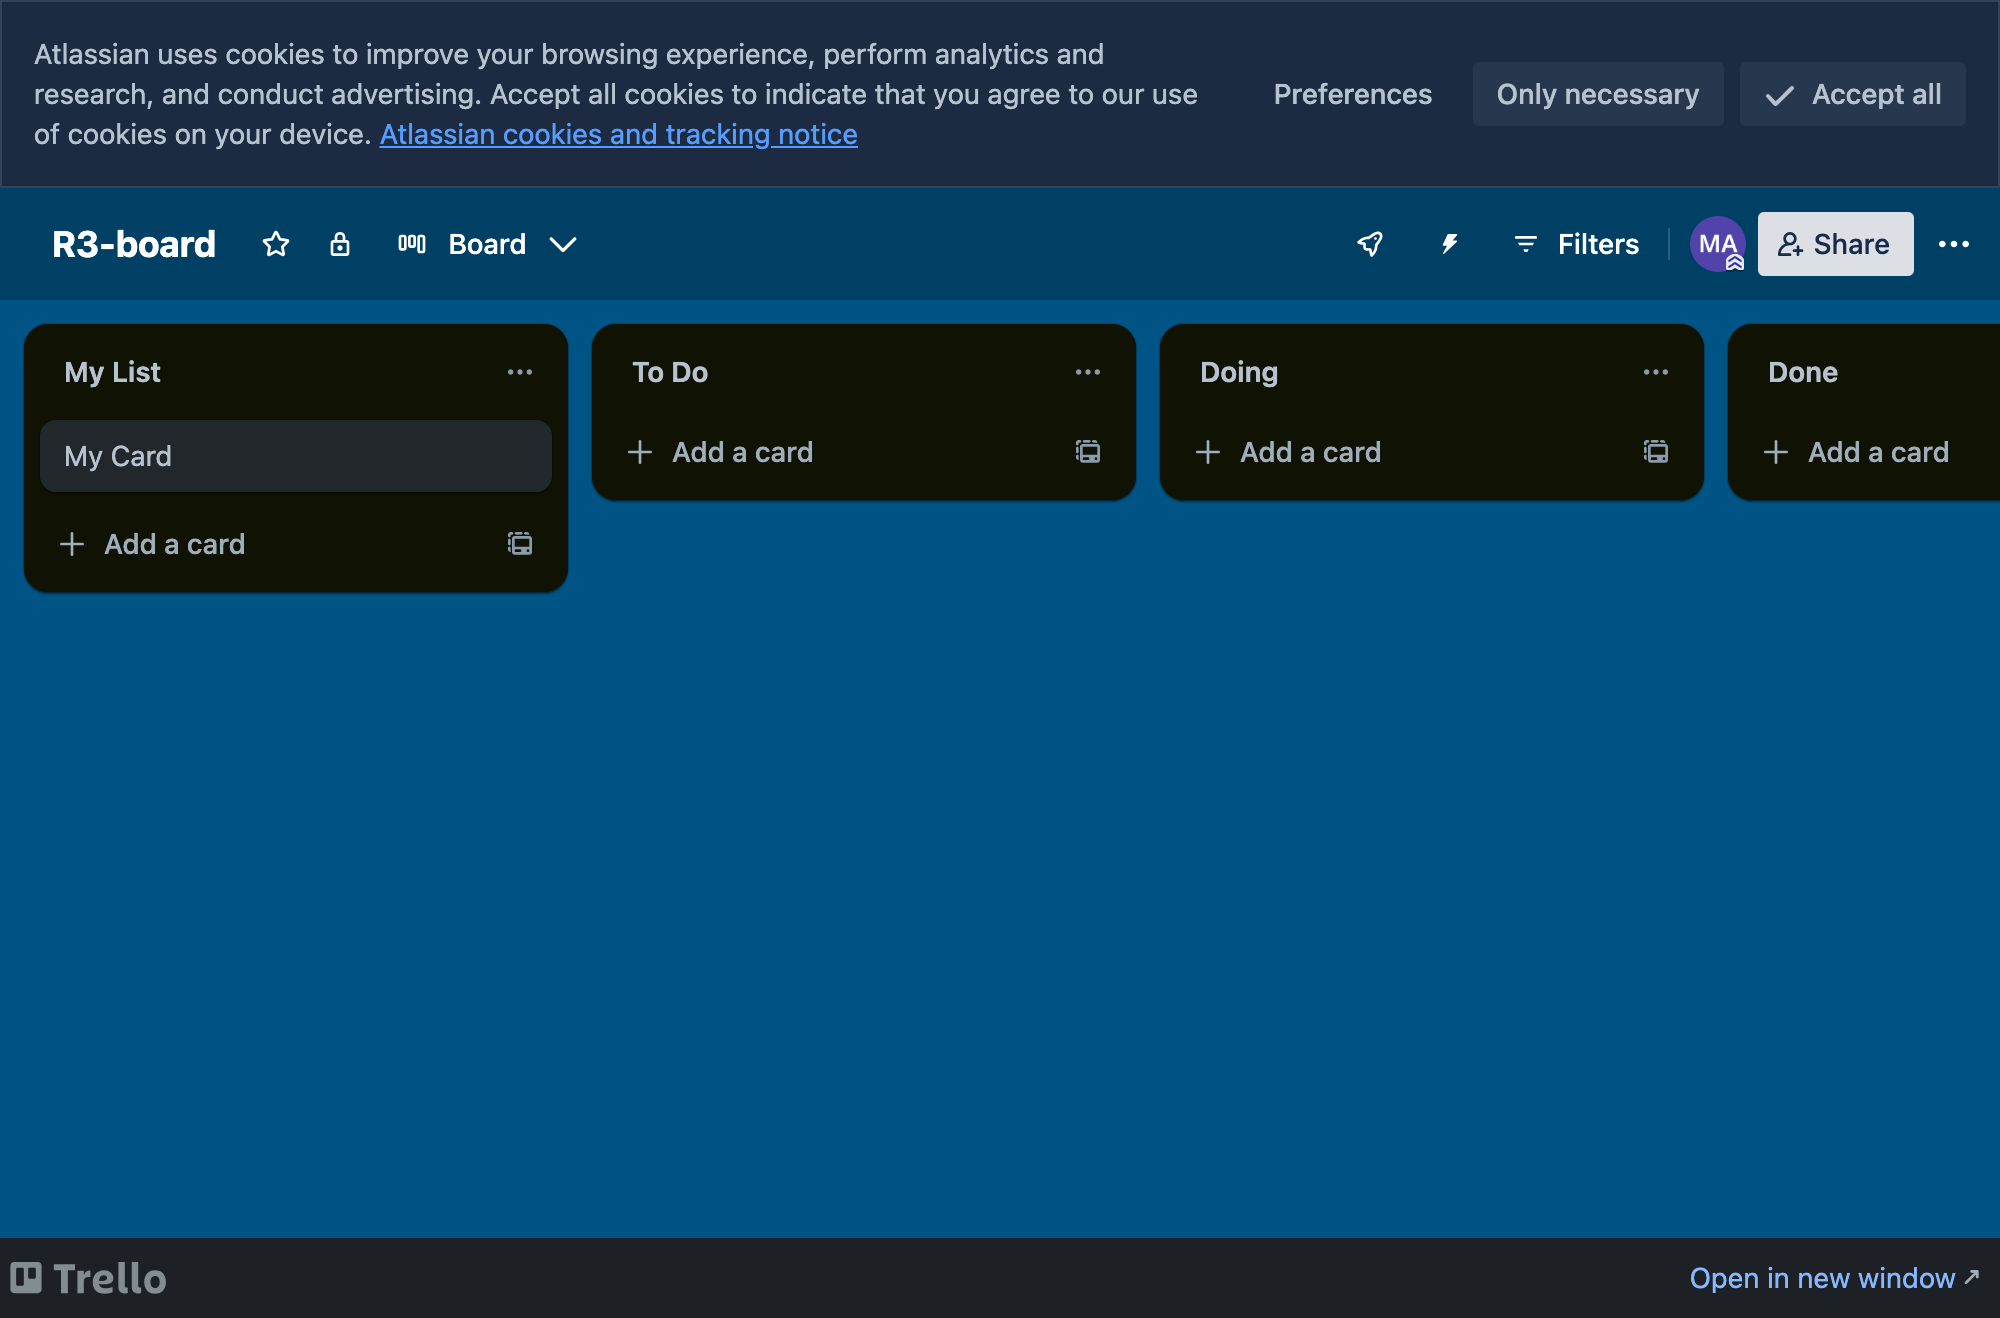 Atlassian uses cookies to improve your browsing experience, perform analytics and
research, and conduct advertising. Accept all cookies to indicate that you agree to our use
of cookies on your device. Atlassian cookies and tracking notice
Preferences
Only necessary
Accept all
R3-board
Board
Filters
MA
Share
My List
My Card
Add a card
To Do
Add a card
Doing
Add a card
Done
Add a card
Trello
Open in new window